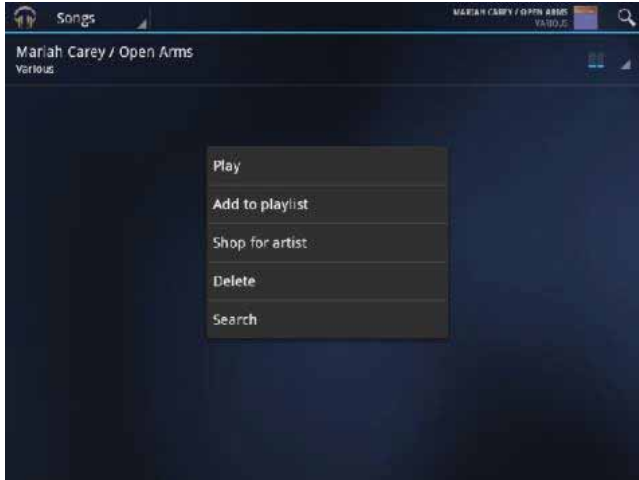 Songs
MARIAH CAREY / OPEN ARMS
VARIOUS
Mariah Carey / Open Arms
Various
Play
Add to playlist
Shop for artist
Delete
Search